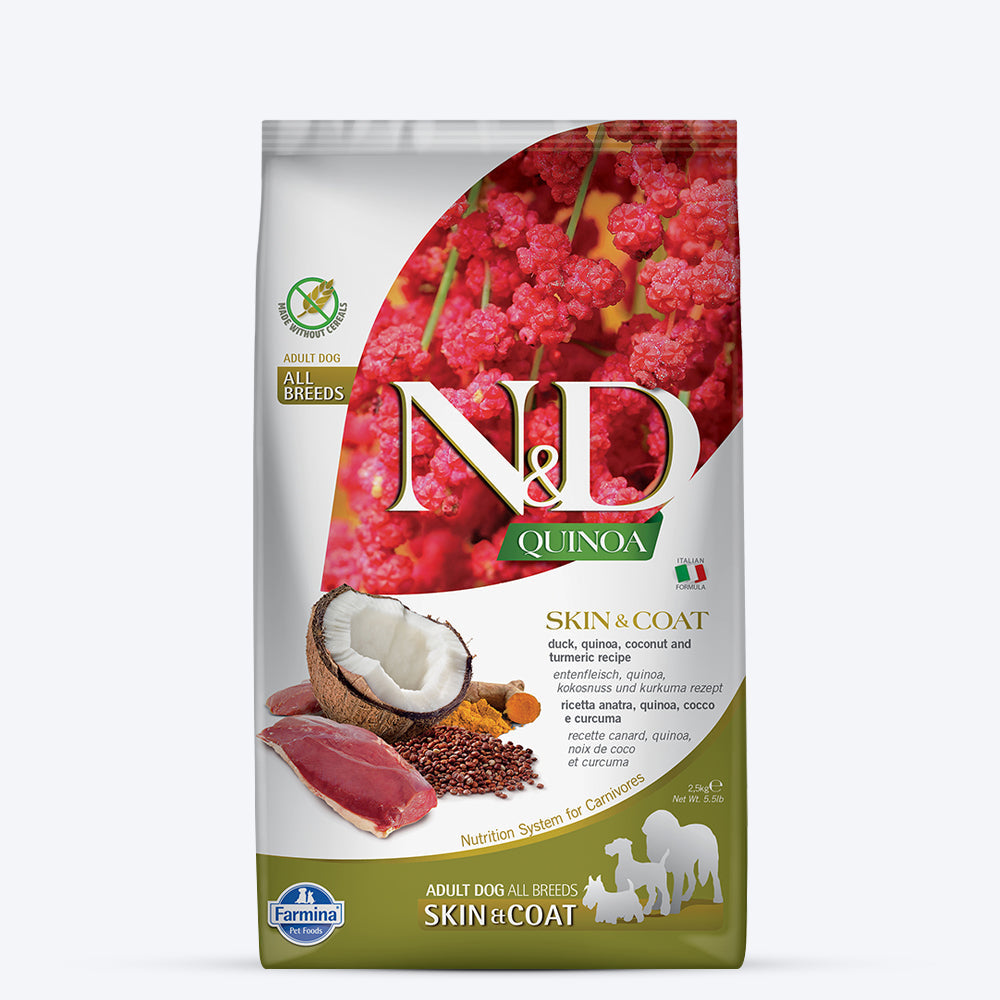 MADE WITHOUT CEREALS
ADULT DOG
ALL
BREEDS
N&D
QUINOA
ITALIAN
FORMULA
SKIN & COAT
duck, quinoa, coconut and
turmeric recipe
entenfleisch, quinoa,
kokosnuss und kurkuma rezept
ricetta anatra, quinoa, cocco
e curcuma
recette canard, quinoa,
noix de coco
et curcuma
2,5kg℮
Net Wt. 5.5lb
Nutrition System for Carnivores
ADULT DOG ALL BREEDS
SKIN & COAT
Farmina®
Pet Foods